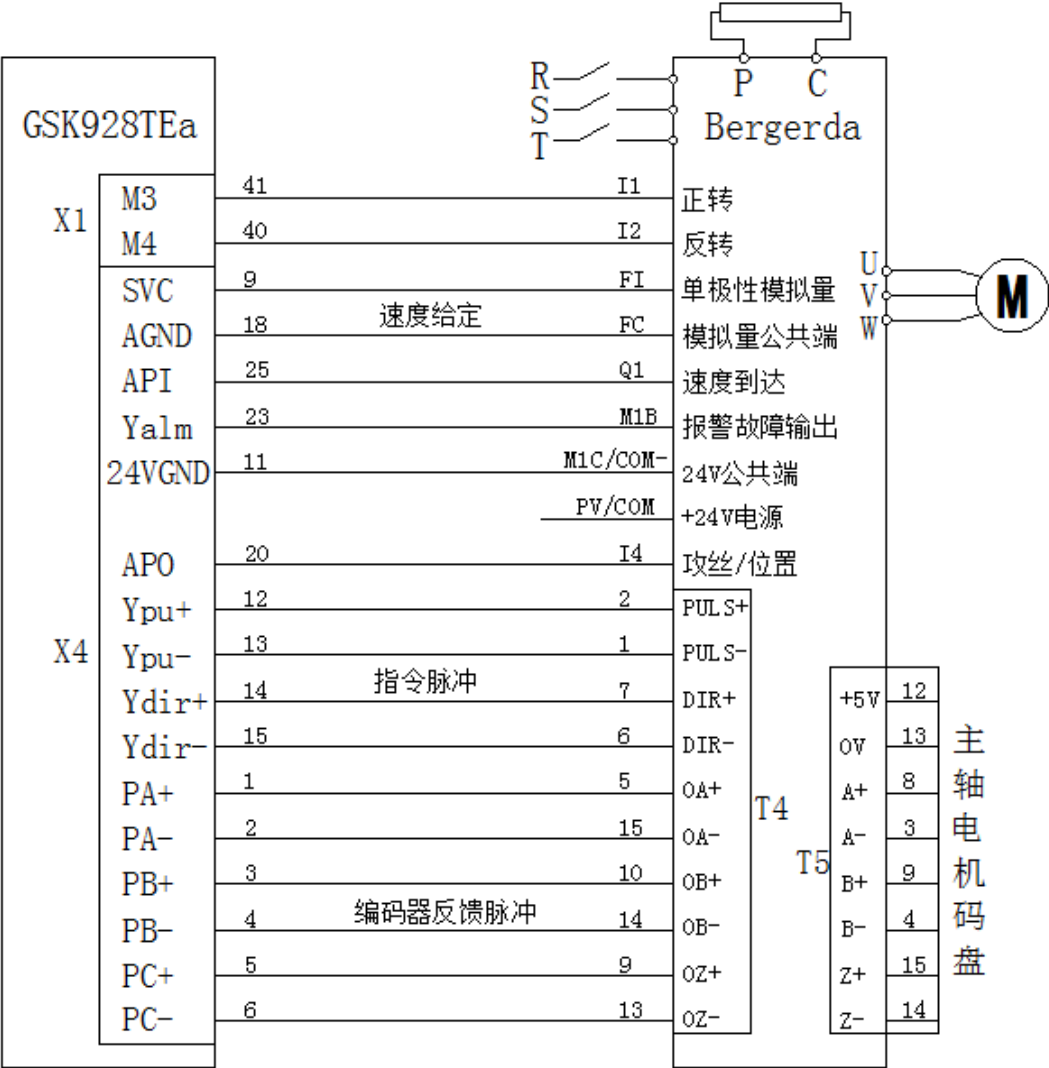 P C
R
S
T
GSK928TEa
Bergerda
X1
M3 41 I1 正转
M4 40 I2 反转
SVC 9 FI 单极性模拟量
速度给定
AGND 18 FC 模拟量公共端
API 25 Q1 速度到达
Yalm 23 M1B 报警故障输出
24VGND 11 M1C/COM- 24V公共端
PV/COM +24V电源
APO 20 I4 攻丝/位置
U
V
W
M
X4
Ypu+ 12 2 PULS+
Ypu- 13 1 PULS-
指令脉冲
Ydir+ 14 7 DIR+
Ydir- 15 6 DIR-
PA+ 1 5 OA+
PA- 2 15 OA-
PB+ 3 10 OB+
编码器反馈脉冲
PB- 4 14 OB-
PC+ 5 9 OZ+
PC- 6 13 OZ-
T4
T5
+5V 12
0V 13
A+ 8
A- 3
B+ 9
B- 4
Z+ 15
Z- 14
主轴电机码盘